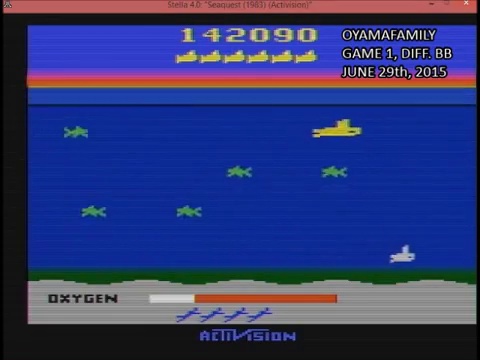 Stella 4.0: "Seaquest (1983) (Activision)"
142090
OYAMAFAMILY
GAME 1, DIFF. BB
JUNE 29th, 2015
OXYGEN
ACTIVISION